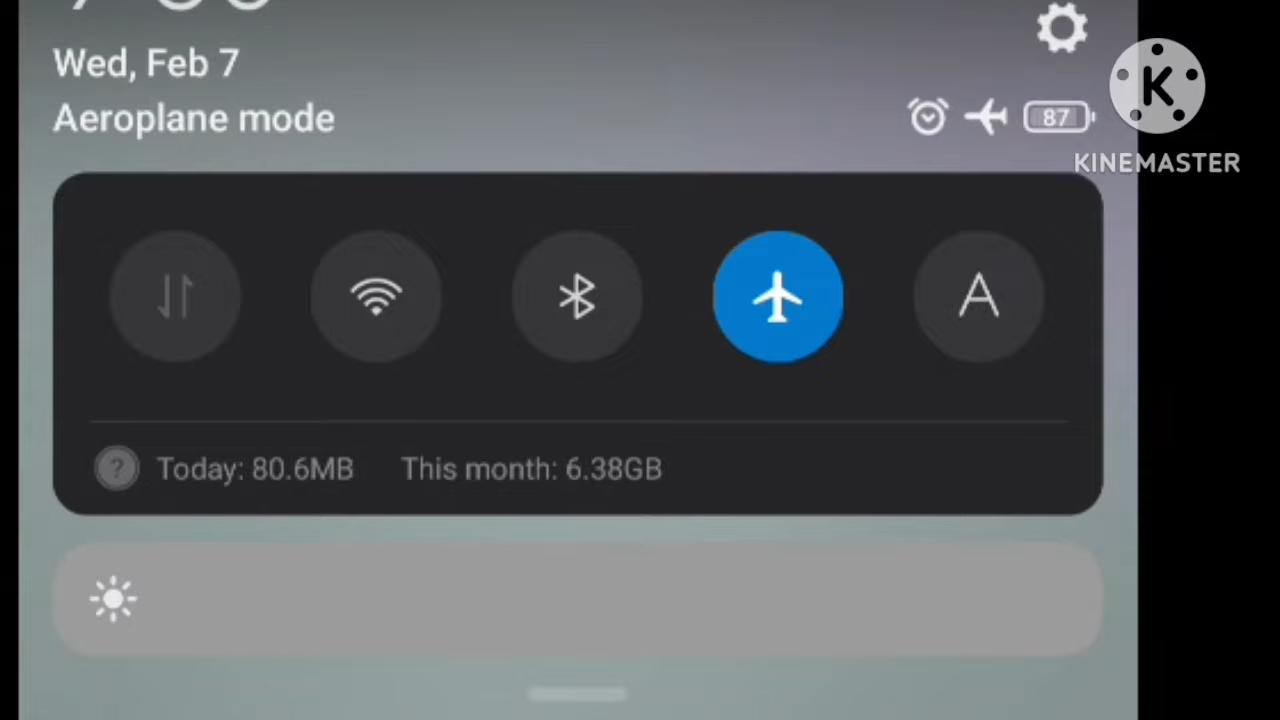 Wed, Feb 7
Aeroplane mode
87
K
KINEMASTER
A
? Today: 80.6MB This month: 6.38GB